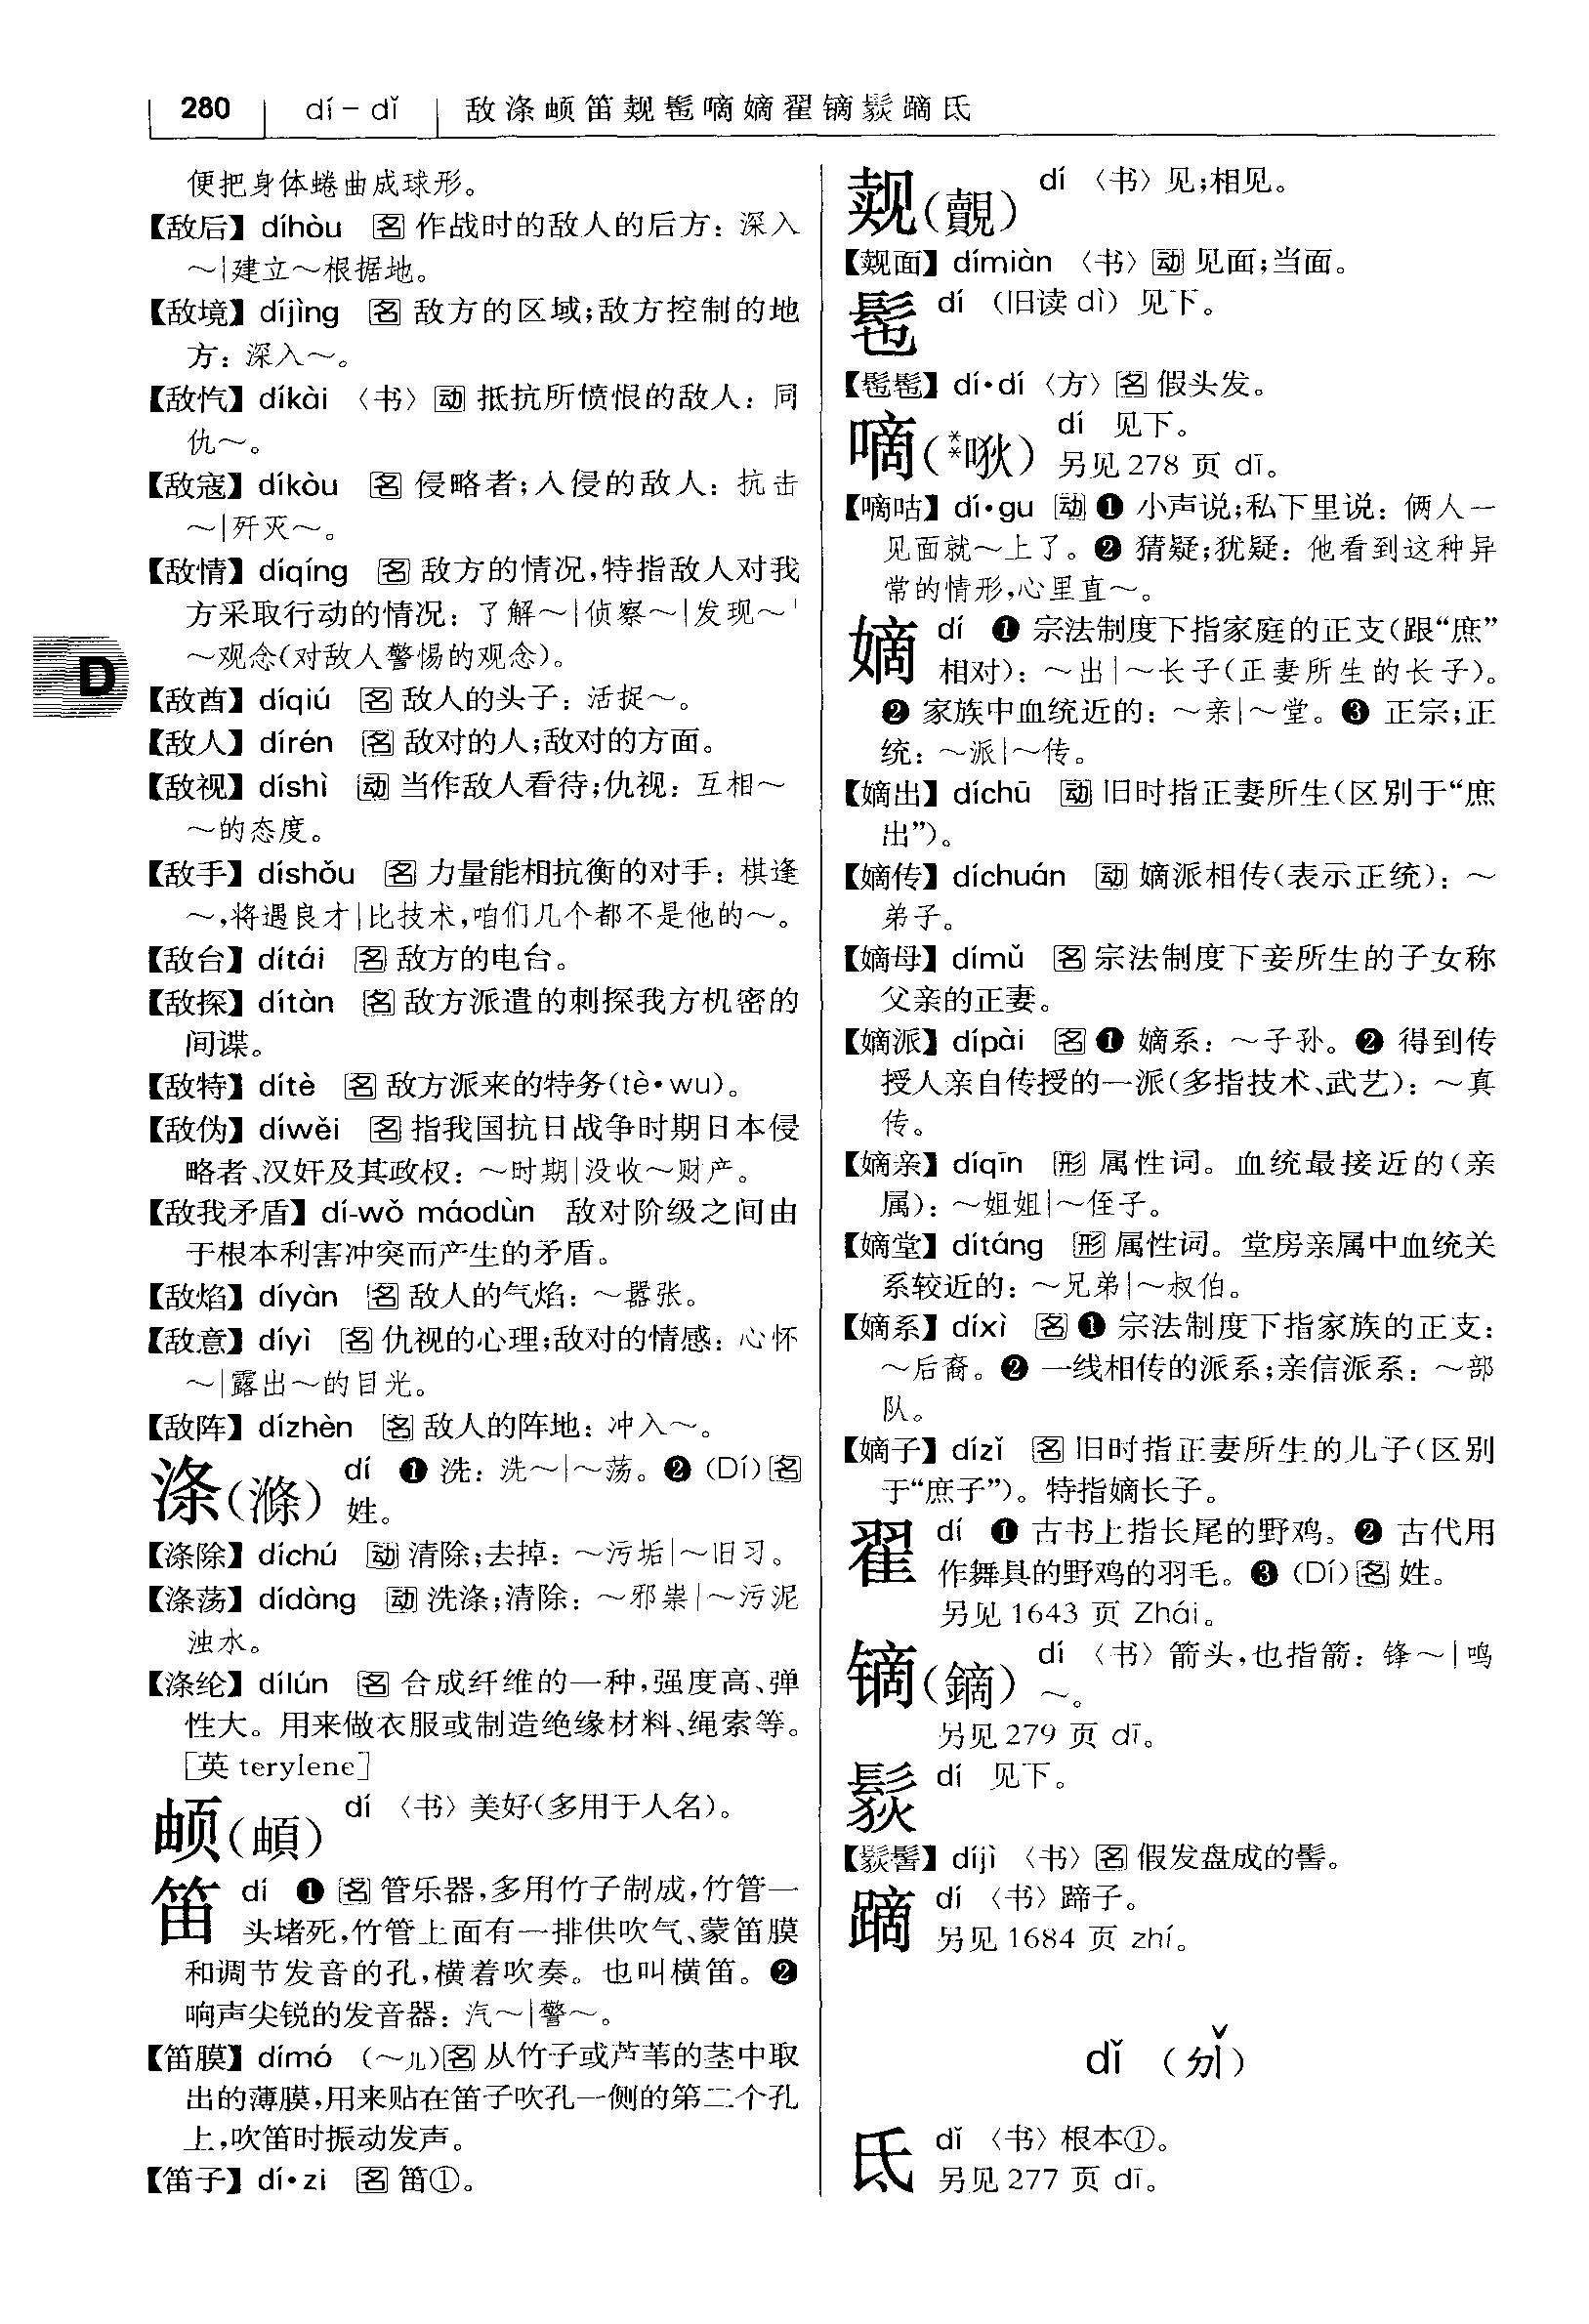 280 dí－dǐ 敌涤頔笛觌髢嘀嫡翟镝鬏蹢氐
便把身体蜷曲成球形。
【敌后】díhòu 名 作战时的敌人的后方：深入
～|建立～根据地。
【敌境】díjìng 名 敌方的区域；敌方控制的地
方：深入～。
【敌忾】díkài 〈书〉动 抵抗所愤恨的敌人：同
仇～。
【敌寇】díkòu 名 侵略者；入侵的敌人：抗击
～|歼灭～。
【敌情】díqíng 名 敌方的情况，特指敌人对我
方采取行动的情况：了解～|侦察～|发现～|
～观念（对敌人警惕的观念）。
【敌酋】díqiú 名 敌人的头子：活捉～。
【敌人】dírén 名 敌对的人；敌对的方面。
【敌视】díshì 动 当作敌人看待；仇视：互相～
～的态度。
【敌手】díshǒu 名 力量能相抗衡的对手：棋逢
～，将遇良才|比技术，咱们几个都不是他的～。
【敌台】dítái 名 敌方的电台。
【敌探】dítàn 名 敌方派遣的刺探我方机密的
间谍。
【敌特】dítè 名 敌方派来的特务（tè·wu）。
【敌伪】díwěi 名 指我国抗日战争时期日本侵
略者、汉奸及其政权：～时期|没收～财产。
【敌我矛盾】dí-wǒ máodùn 敌对阶级之间由
于根本利害冲突而产生的矛盾。
【敌焰】díyàn 名 敌人的气焰：～嚣张。
【敌意】díyì 名 仇视的心理；敌对的情感：心怀
～|露出～的目光。
【敌阵】dízhèn 名 敌人的阵地：冲入～。
涤（滌） dí ❶ 洗：洗～|～荡。❷（Dí）名
姓。
【涤除】díchú 动 清除；去掉：～污垢|～旧习。
【涤荡】dídàng 动 洗涤；清除：～邪祟|～污泥
浊水。
【涤纶】dílún 名 合成纤维的一种，强度高、弹
性大。用来做衣服或制造绝缘材料、绳索等。
[英 terylene]
𬱖（頔） dí 〈书〉美好（多用于人名）。
笛 dí ❶ 名 管乐器，多用竹子制成，竹管一
头堵死，竹管上面有一排供吹气、蒙笛膜
和调节发音的孔，横着吹奏。也叫横笛。❷
响声尖锐的发音器：汽～|警～。
【笛膜】dímó （～儿）名 从竹子或芦苇的茎中取
出的薄膜，用来贴在笛子吹孔一侧的第二个孔
上，吹笛时振动发声。
【笛子】dí·zi 名 笛①。
觌（覿） dí 〈书〉见；相见。
【觌面】dímiàn 〈书〉动 见面；当面。
髢 dí （旧读 dì）见下。
【髢髢】dí·dí 〈方〉名 假头发。
嘀（**啾） dí 见下。
另见278页 dī。
【嘀咕】dí·gu 动 ❶ 小声说；私下里说：俩人一
见面就～上了。❷ 猜疑；犹疑：他看到这种异
常的情形，心里直～。
嫡 dí ❶ 宗法制度下指家庭的正支（跟“庶”
相对）：～出|～长子（正妻所生的长子）。
❷ 家族中血统近的：～亲|～堂。❸ 正宗；正
统：～派|～传。
【嫡出】díchū 动 旧时指正妻所生（区别于“庶
出”）。
【嫡传】díchuán 动 嫡派相传（表示正统）：～
弟子。
【嫡母】dímǔ 名 宗法制度下妾所生的子女称
父亲的正妻。
【嫡派】dípài 名 ❶ 嫡系：～子孙。❷ 得到传
授人亲自传授的一派（多指技术、武艺）：～真
传。
【嫡亲】díqīn 形 属性词。血统最接近的（亲
属）：～姐姐|～侄子。
【嫡堂】dítáng 形 属性词。堂房亲属中血统关
系较近的：～兄弟|～叔伯。
【嫡系】díxì 名 ❶ 宗法制度下指家族的正支：
～后裔。❷ 一线相传的派系；亲信派系：～部
队。
【嫡子】dízǐ 名 旧时指正妻所生的儿子（区别
于“庶子”）。特指嫡长子。
翟 dí ❶ 古书上指长尾的野鸡。❷ 古代用
作舞具的野鸡的羽毛。❸（Dí）名 姓。
另见1643页 Zhái。
镝（鏑） dí 〈书〉箭头，也指箭：锋～|鸣
～。
另见279页 dī。
䯼 dí 见下。
【䯼髻】díjì 〈书〉名 假发盘成的髻。
蹢 dí 〈书〉蹄子。
另见1684页 zhí。
dǐ （ㄉㄧˇ）
氐 dǐ 〈书〉根本①。
另见277页 dī。
D